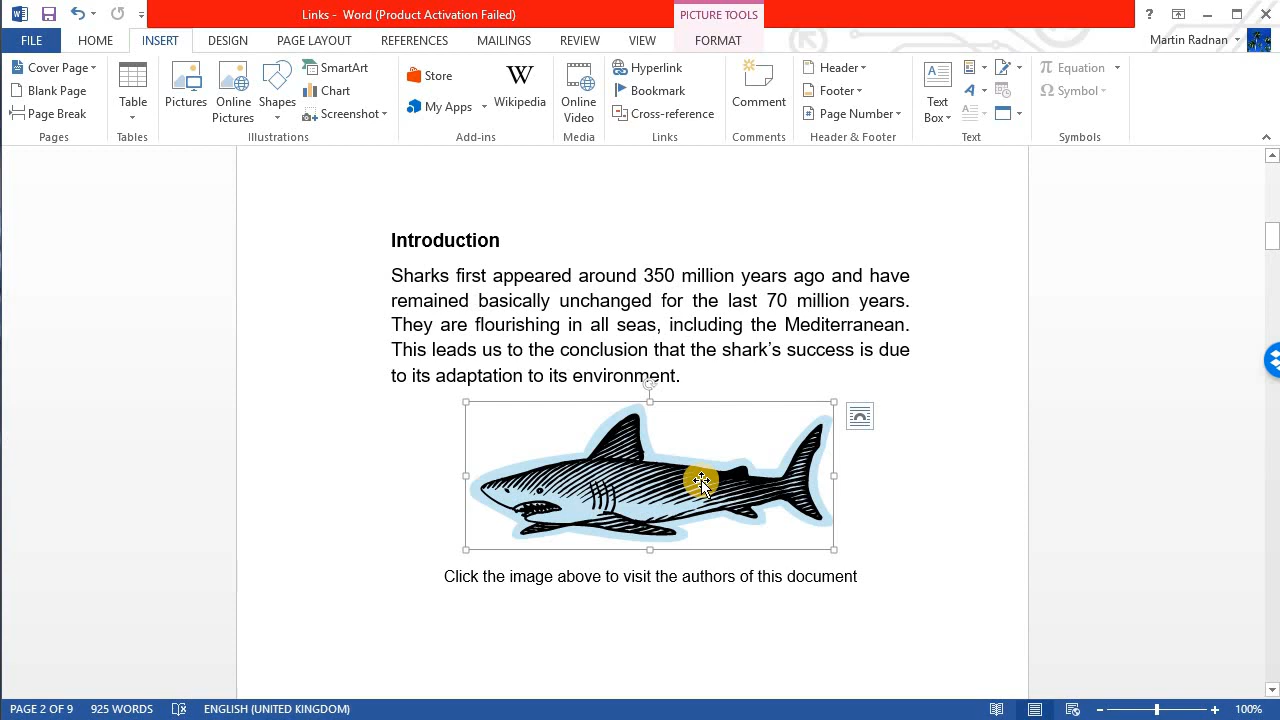 Links - Word (Product Activation Failed)
PICTURE TOOLS
?
FILE HOME INSERT DESIGN PAGE LAYOUT REFERENCES MAILINGS REVIEW VIEW FORMAT Martin Radnan
Cover Page
Blank Page
Page Break
Pages
Table
Tables
Pictures
Online Pictures
Shapes
SmartArt
Chart
Screenshot
Illustrations
Store
My Apps
Wikipedia
Add-ins
Online Video
Media
Hyperlink
Bookmark
Cross-reference
Links
Comment
Comments
Header
Footer
Page Number
Header & Footer
Text Box
Text
Equation
Symbol
Symbols
Introduction
Sharks first appeared around 350 million years ago and have
remained basically unchanged for the last 70 million years.
They are flourishing in all seas, including the Mediterranean.
This leads us to the conclusion that the shark’s success is due
to its adaptation to its environment.
Click the image above to visit the authors of this document
PAGE 2 OF 9 925 WORDS ENGLISH (UNITED KINGDOM) 100%